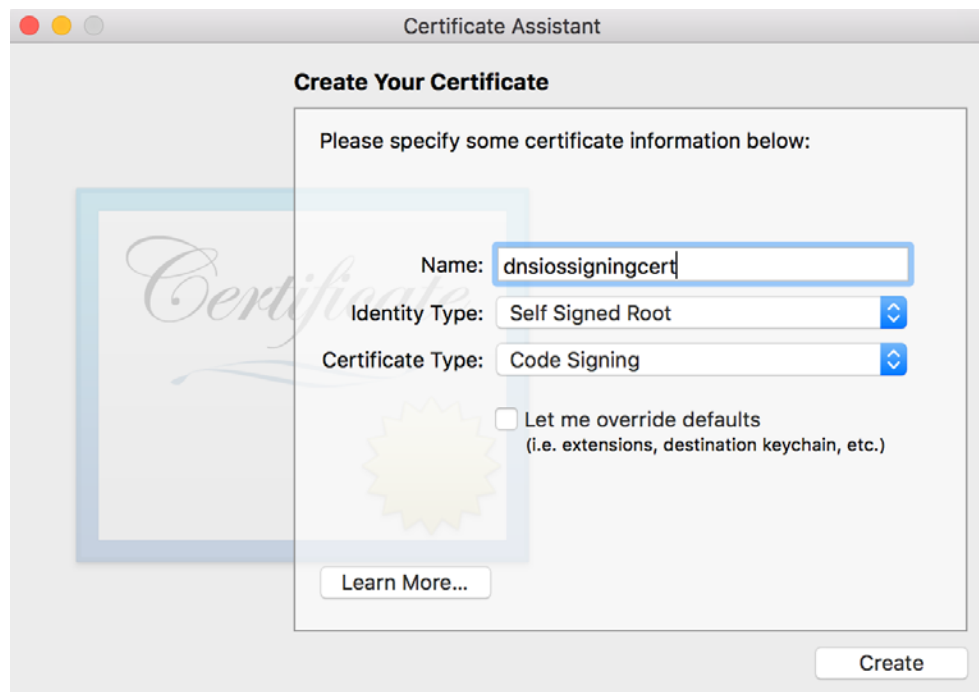 Certificate Assistant
Create Your Certificate
Please specify some certificate information below:
Certificate
Name: dnsiossigningcert
Identity Type: Self Signed Root
Certificate Type: Code Signing
Let me override defaults
(i.e. extensions, destination keychain, etc.)
Learn More...
Create